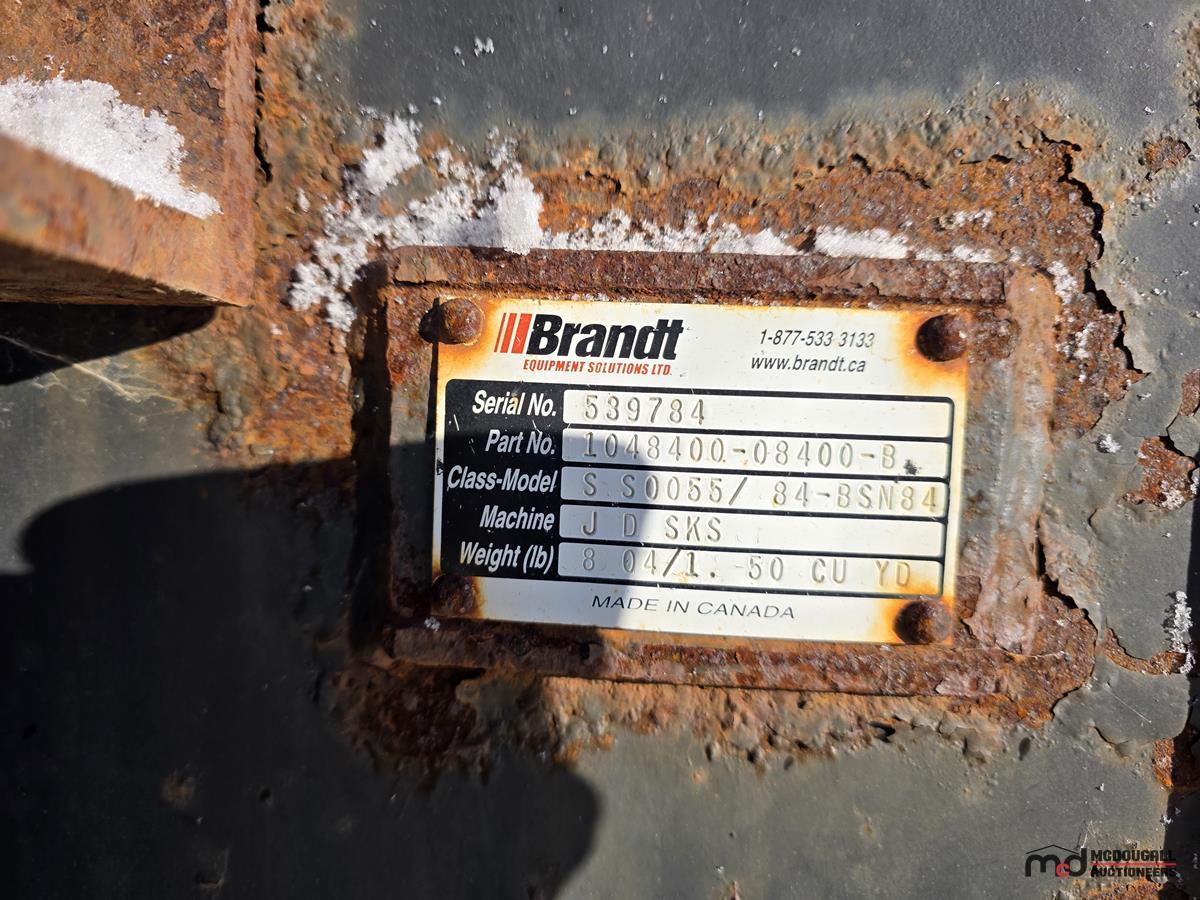 Brandt
EQUIPMENT SOLUTIONS LTD.
1-877-533 3133
www.brandt.ca
Serial No. 539784
Part No. 1048400-08400-B
Class-Model S S0055/ 84-BSN84
Machine J D SKS
Weight (lb) 8 04/1. 50 CU YD
MADE IN CANADA
mcd MCDOUGALL
AUCTIONEERS